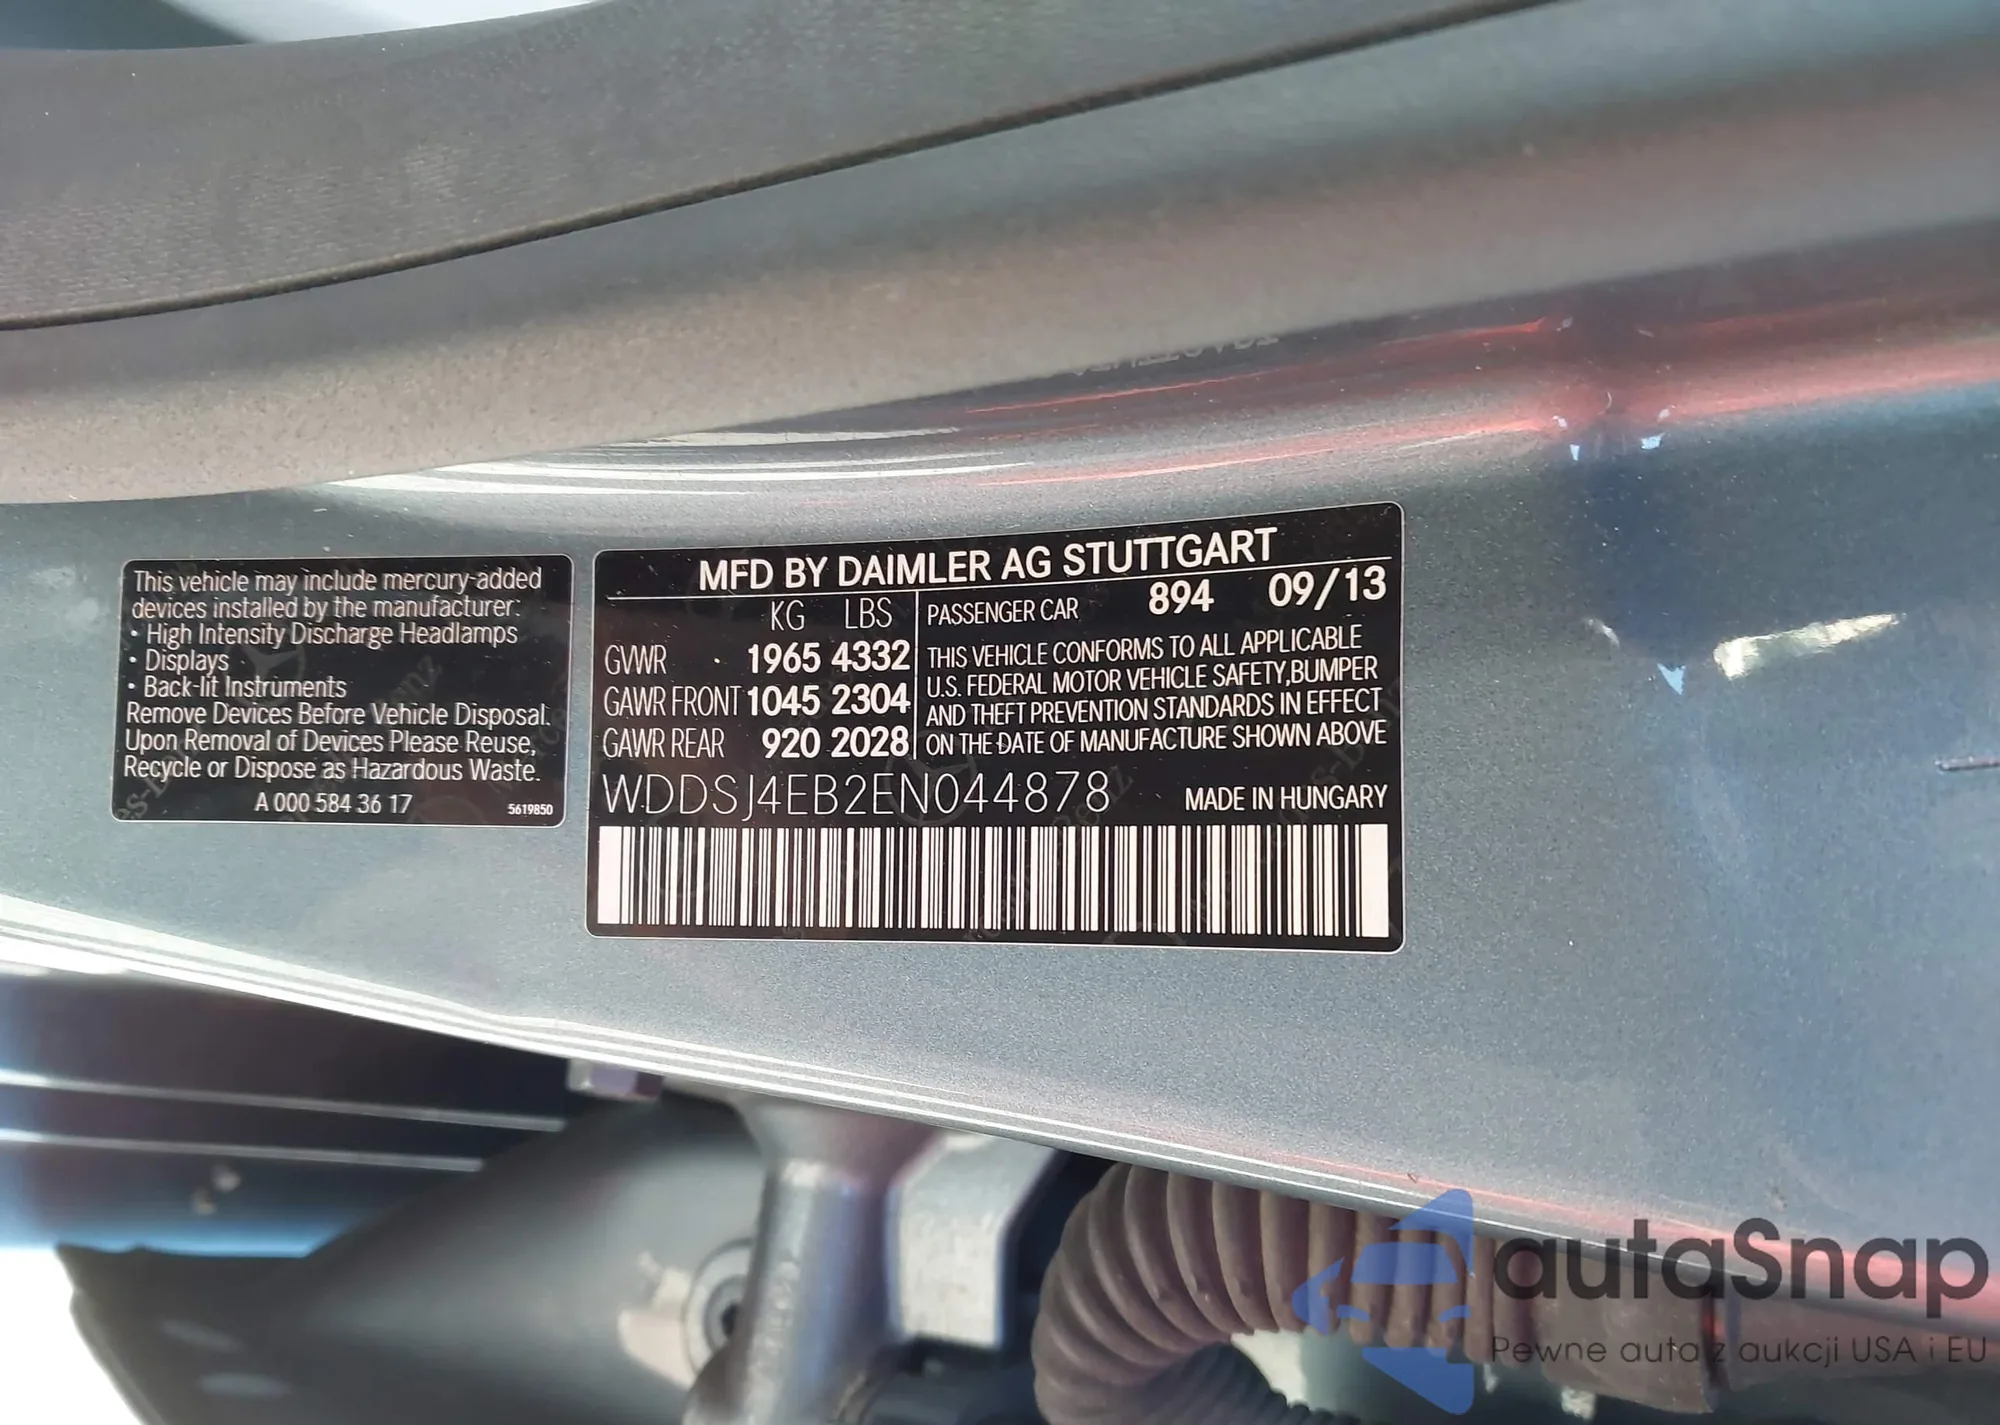 This vehicle may include mercury-added
devices installed by the manufacturer:
• High Intensity Discharge Headlamps
• Displays
• Back-lit Instruments
Remove Devices Before Vehicle Disposal.
Upon Removal of Devices Please Reuse,
Recycle or Dispose as Hazardous Waste.
A 000 584 36 17
5619850
MFD BY DAIMLER AG STUTTGART
KG LBS
GVWR 1965 4332
GAWR FRONT 1045 2304
GAWR REAR 920 2028
PASSENGER CAR 894 09/13
THIS VEHICLE CONFORMS TO ALL APPLICABLE
U.S. FEDERAL MOTOR VEHICLE SAFETY,BUMPER
AND THEFT PREVENTION STANDARDS IN EFFECT
ON THE DATE OF MANUFACTURE SHOWN ABOVE
WDDSJ4EB2EN044878
MADE IN HUNGARY
autaSnap
Pewne auta z aukcji USA i EU